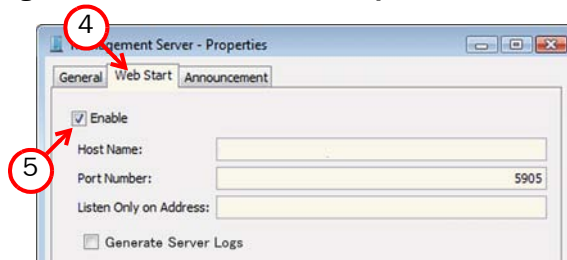 4
Management Server - Properties
General Web Start Announcement
Enable
5
Host Name:
Port Number: 5905
Listen Only on Address:
Generate Server Logs